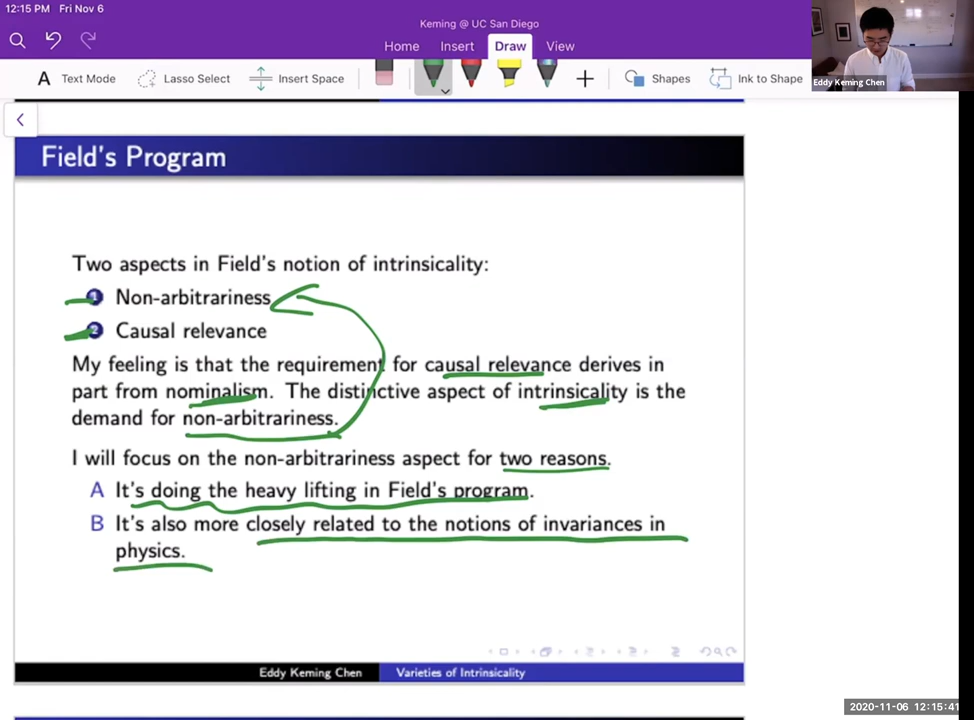 12:15 PM Fri Nov 6
Keming @ UC San Diego
Home Insert Draw View
A Text Mode Lasso Select Insert Space Shapes Ink to Shape
Eddy Keming Chen
Field's Program
Two aspects in Field's notion of intrinsicality:
1 Non-arbitrariness
2 Causal relevance
My feeling is that the requirement for causal relevance derives in
part from nominalism. The distinctive aspect of intrinsicality is the
demand for non-arbitrariness.
I will focus on the non-arbitrariness aspect for two reasons.
A It's doing the heavy lifting in Field's program.
B It's also more closely related to the notions of invariances in
physics.
Eddy Keming Chen Varieties of Intrinsicality
2020-11-06 12:15:41